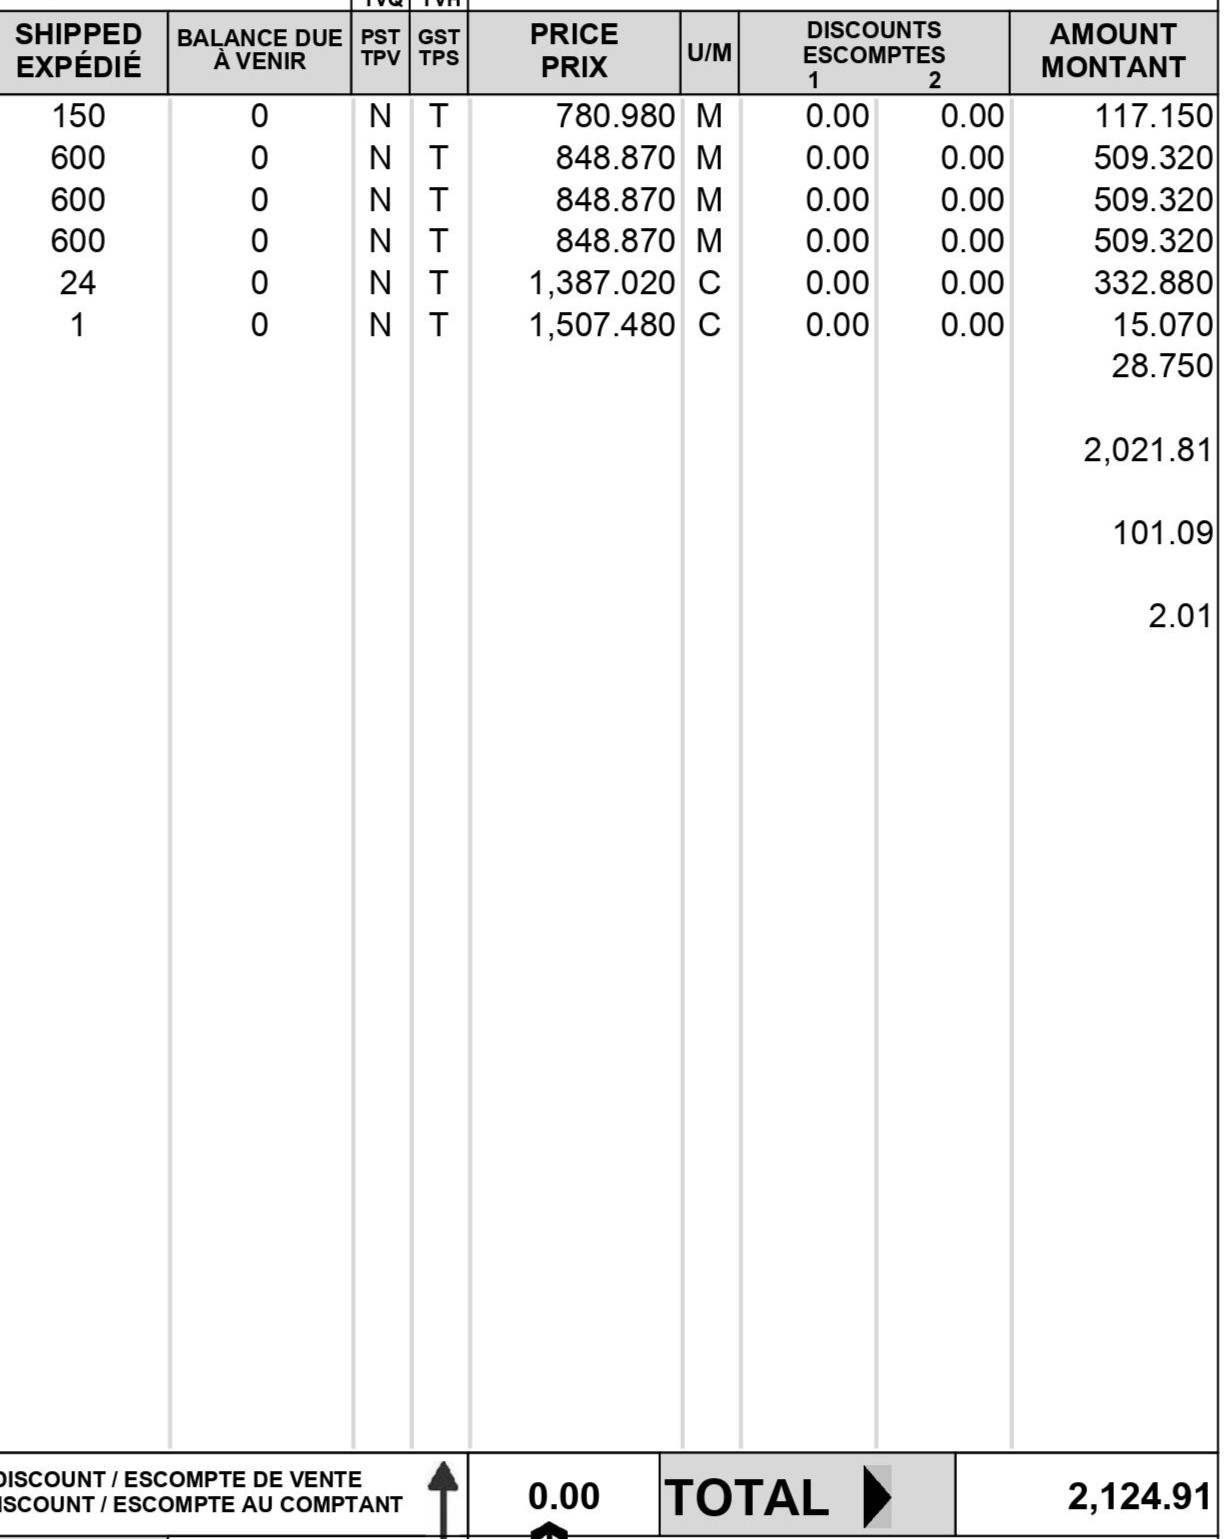 TVQ TVH
SHIPPED BALANCE DUE PST GST PRICE U/M DISCOUNTS AMOUNT
EXPÉDIÉ À VENIR TPV TPS PRIX ESCOMPTES MONTANT
1 2
150 0 N T 780.980 M 0.00 0.00 117.150
600 0 N T 848.870 M 0.00 0.00 509.320
600 0 N T 848.870 M 0.00 0.00 509.320
600 0 N T 848.870 M 0.00 0.00 509.320
24 0 N T 1,387.020 C 0.00 0.00 332.880
1 0 N T 1,507.480 C 0.00 0.00 15.070
28.750
2,021.81
101.09
2.01
DISCOUNT / ESCOMPTE DE VENTE
ISCOUNT / ESCOMPTE AU COMPTANT
0.00 TOTAL 2,124.91